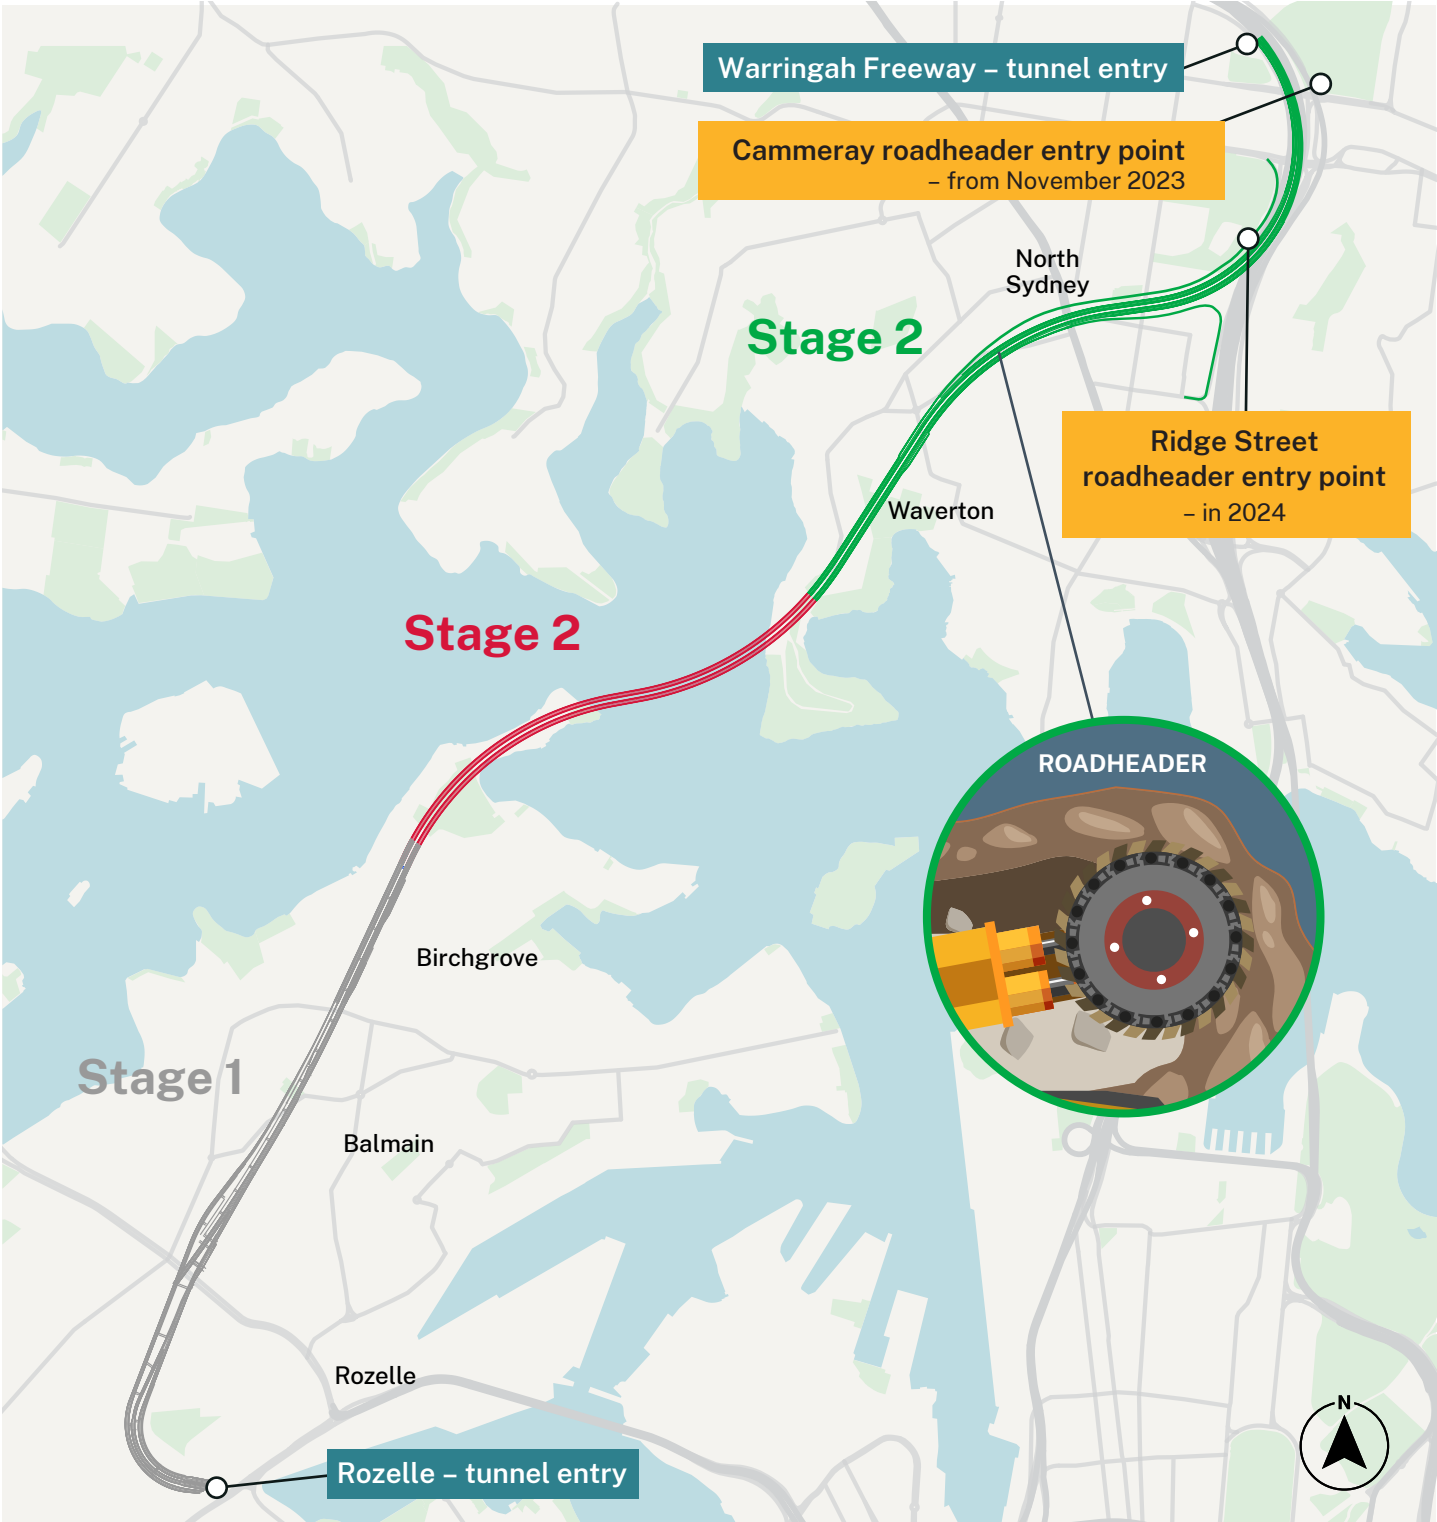 Warringah Freeway – tunnel entry
Cammeray roadheader entry point
– from November 2023
North
Sydney
Stage 2
Ridge Street
roadheader entry point
– in 2024
Waverton
Stage 2
ROADHEADER
Birchgrove
Stage 1
Balmain
Rozelle
N
Rozelle – tunnel entry